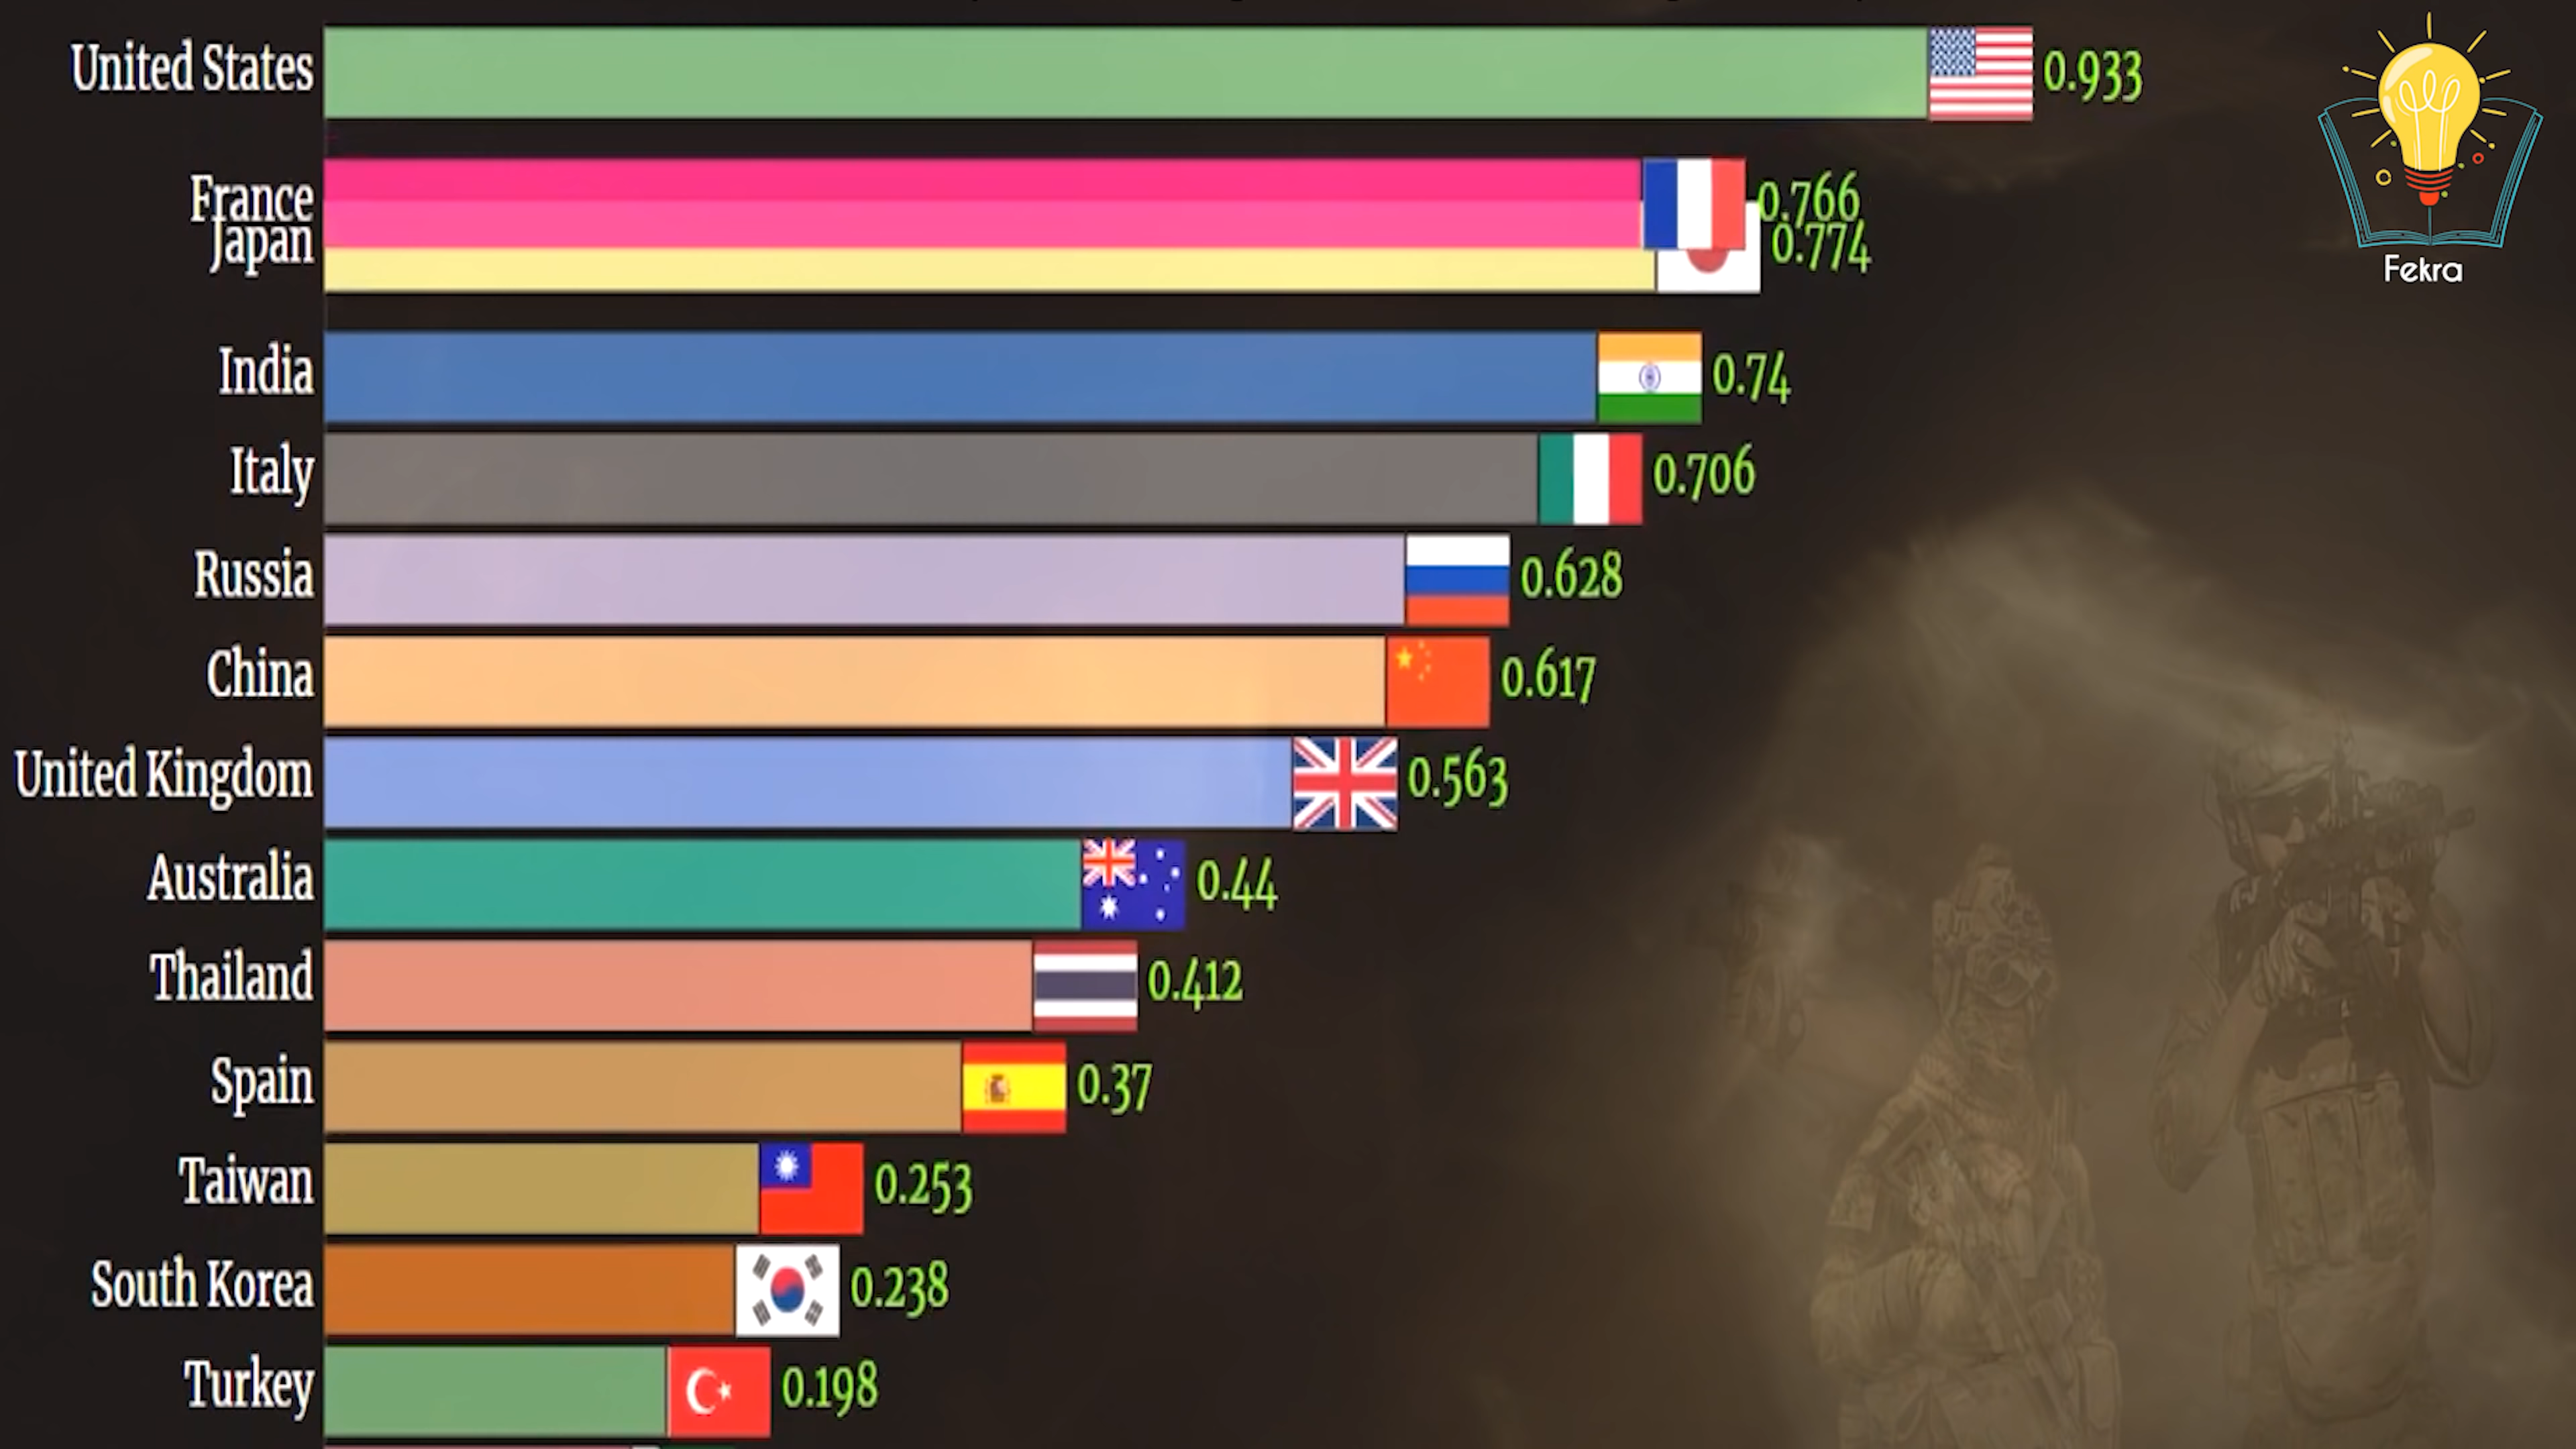 United States 0.933
France 0.766
Japan 0.774
India 0.74
Italy 0.706
Russia 0.628
China 0.617
United Kingdom 0.563
Australia 0.44
Thailand 0.412
Spain 0.37
Taiwan 0.253
South Korea 0.238
Turkey 0.198
Fekra